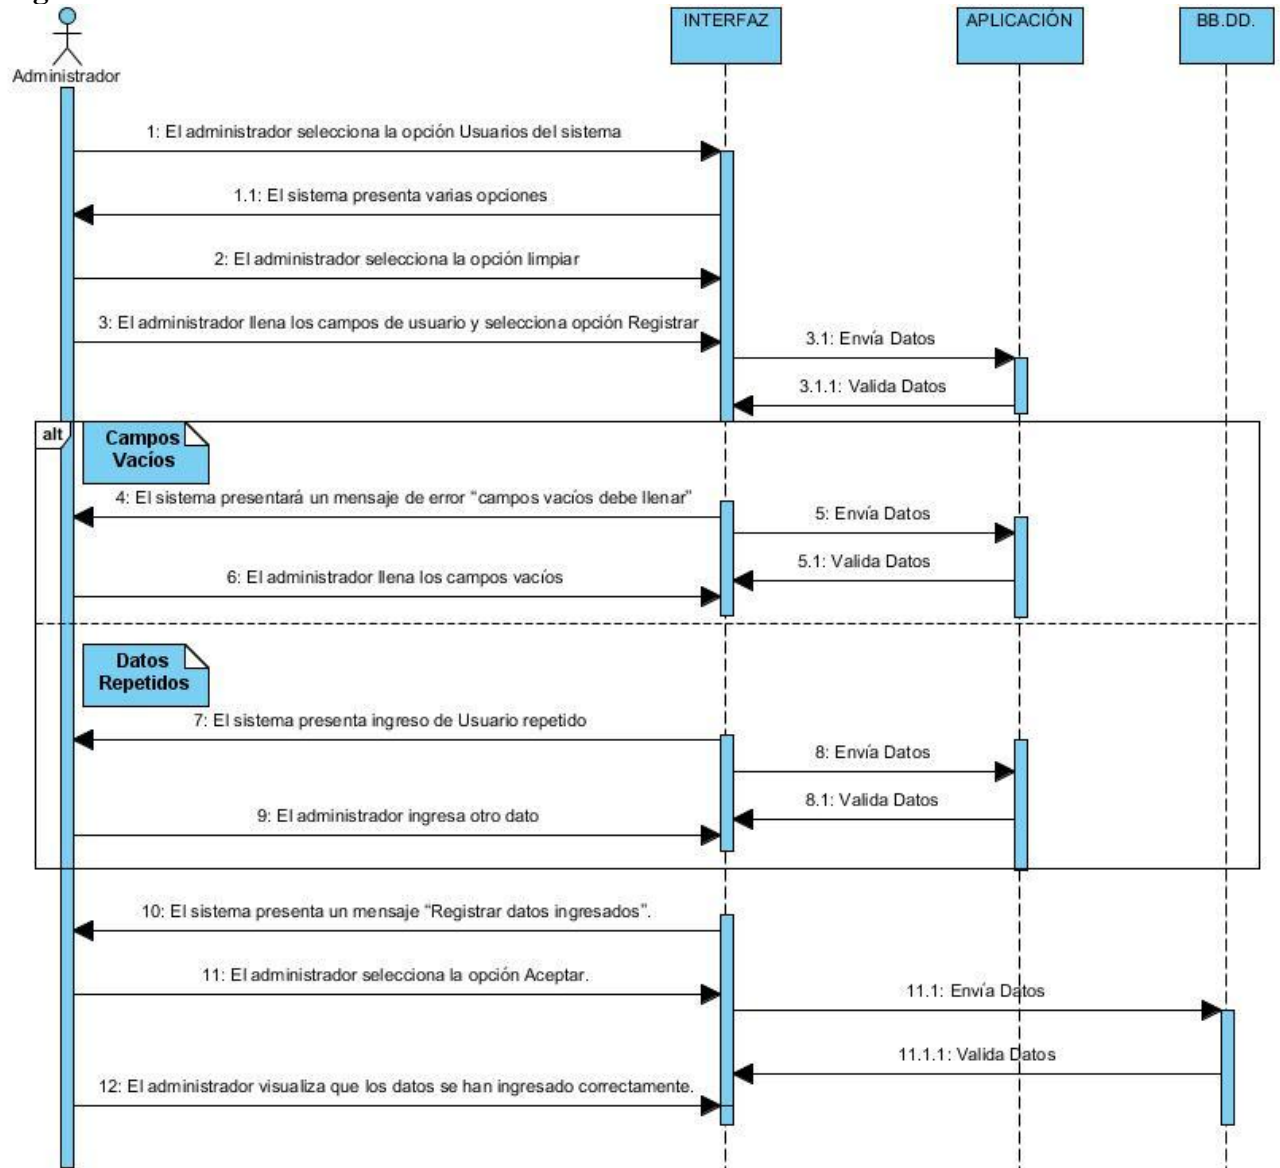 Administrador
INTERFAZ
APLICACIÓN
BB.DD.
1: El administrador selecciona la opción Usuarios del sistema
1.1: El sistema presenta varias opciones
2: El administrador selecciona la opción limpiar
3: El administrador llena los campos de usuario y selecciona opción Registrar
3.1: Envía Datos
3.1.1: Valida Datos
alt
Campos
Vacíos
4: El sistema presentará un mensaje de error “campos vacíos debe llenar”
5: Envía Datos
5.1: Valida Datos
6: El administrador llena los campos vacíos
Datos
Repetidos
7: El sistema presenta ingreso de Usuario repetido
8: Envía Datos
8.1: Valida Datos
9: El administrador ingresa otro dato
10: El sistema presenta un mensaje “Registrar datos ingresados”.
11: El administrador selecciona la opción Aceptar.
11.1: Envía Datos
11.1.1: Valida Datos
12: El administrador visualiza que los datos se han ingresado correctamente.